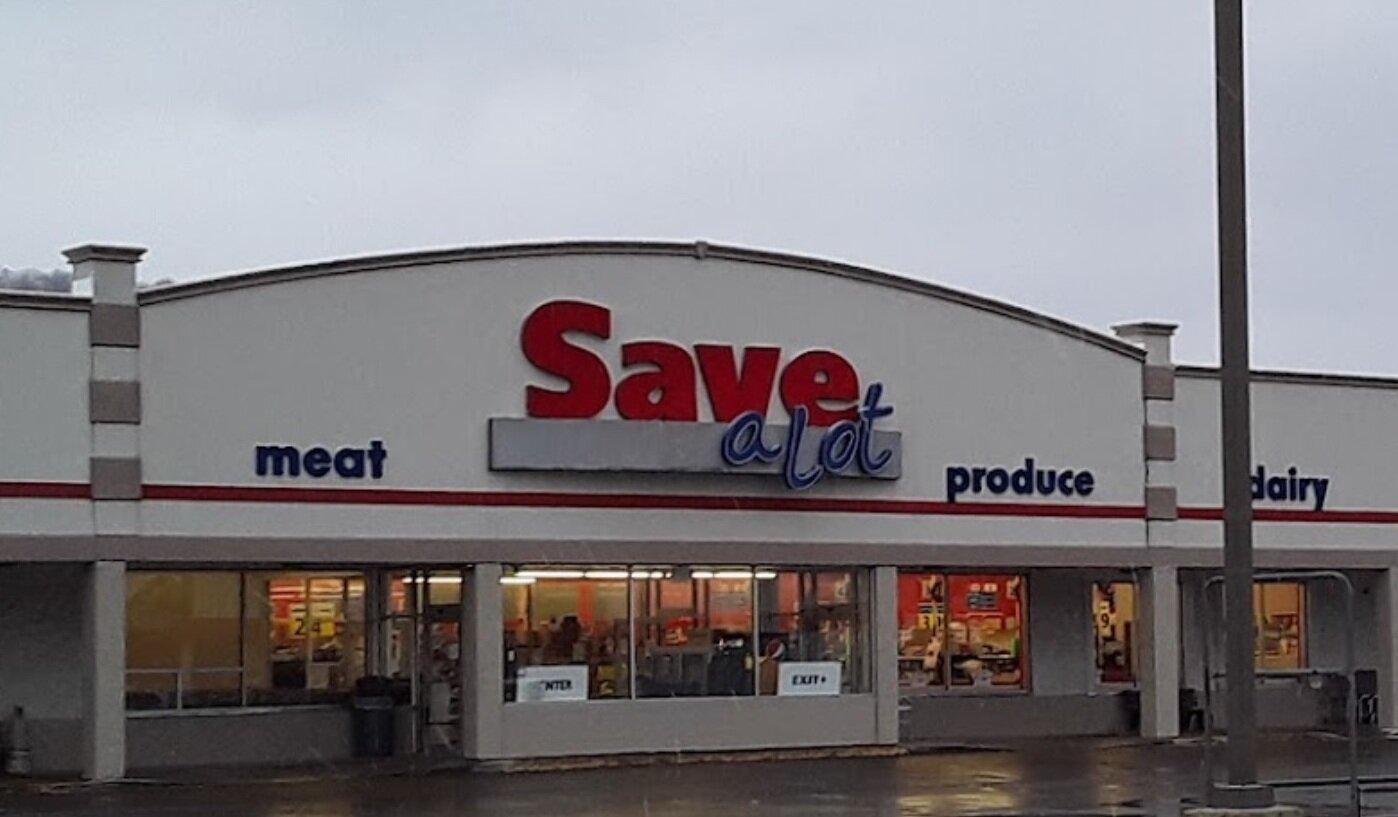 Save
a Lot
meat
produce
dairy
ENTER
EXIT